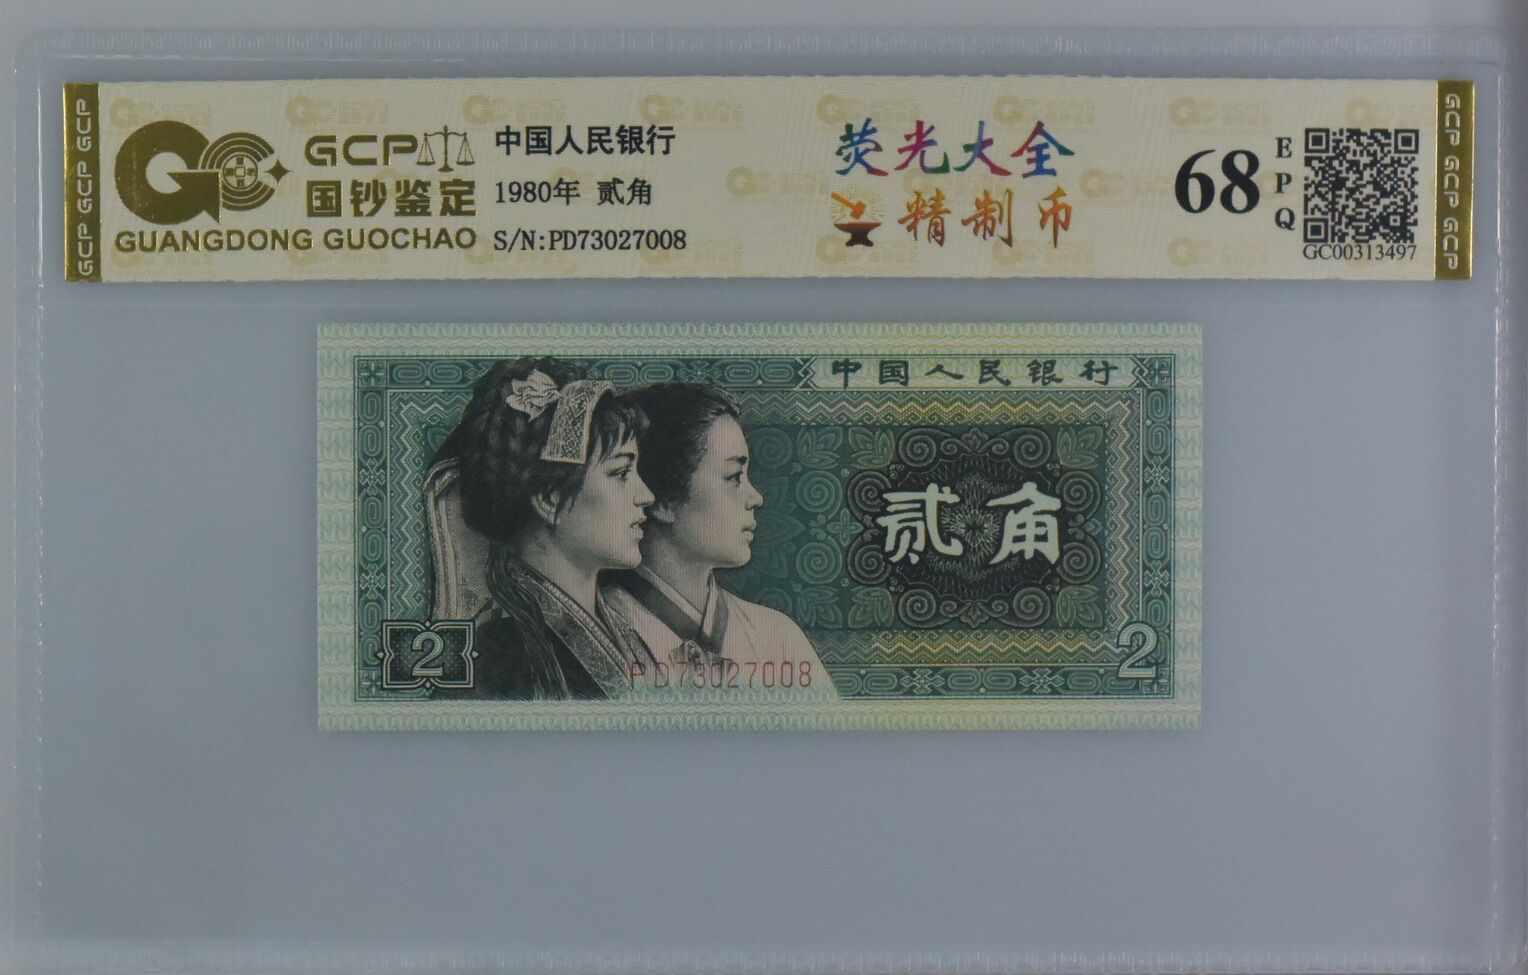 GCP GCP GCP
GCP
国钞鉴定
GUANGDONG GUOCHAO
中国人民银行
1980年 贰角
S/N:PD73027008
荧光大全
精制币
68
EPQ
GC00313497
GCP GCP GCP
中国人民银行
贰角
2
2
PD73027008